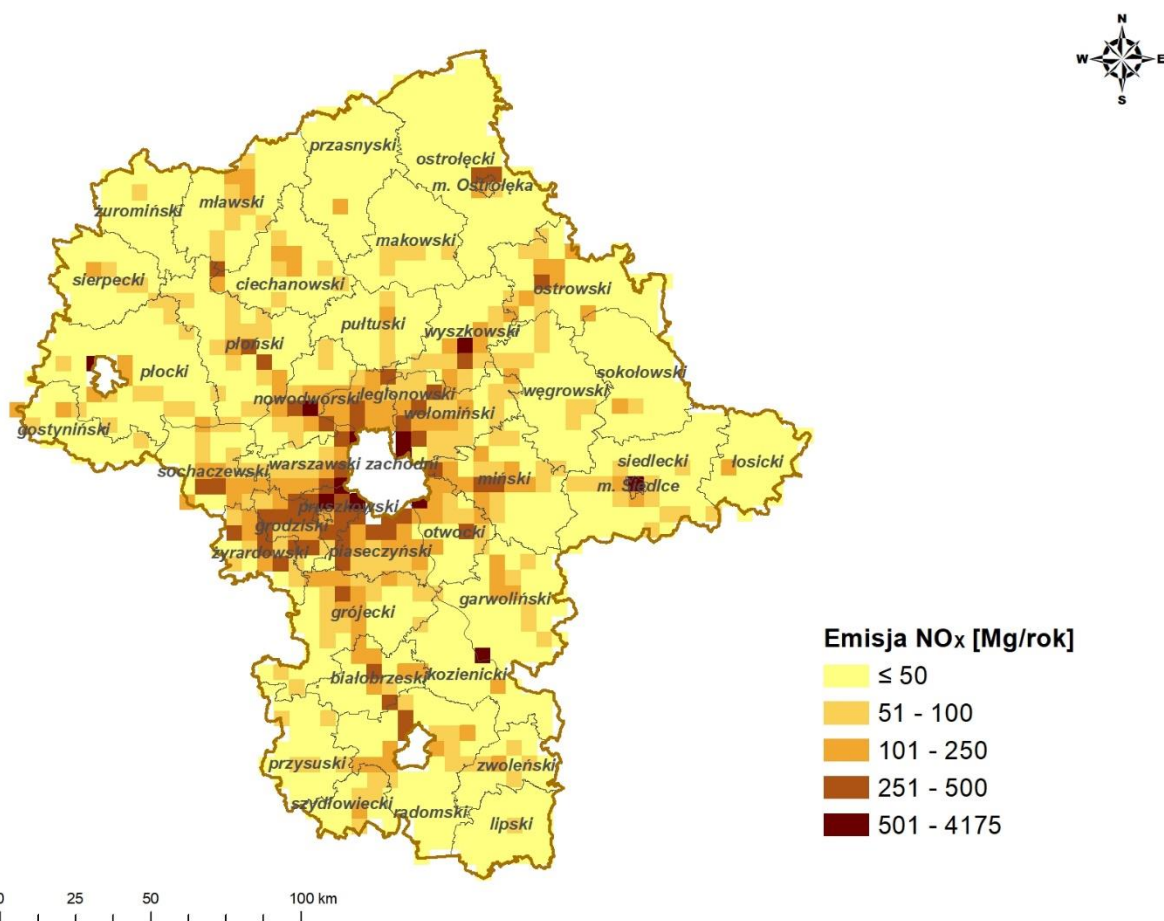 N
W E
S
przasnyski
ostrołęcki
m. Ostrołęka
żuromiński
mławski
makowski
sierpecki
ciechanowski
ostrowski
pułtuski
wyszkowski
płoński
płocki
sokołowski
węgrowski
nowodworski
legionowski
wołomiński
gostyniński
sochaczewski
warszawski zachodni
siedlecki
łosicki
miński
m. Siedlce
pruszkowski
grodziski
otwocki
żyrardowski
piaseczyński
garwoliński
grójecki
białobrzeski
kozienicki
przysuski
zwoleński
szydłowiecki
radomski
lipski
Emisja NOx [Mg/rok]
≤ 50
51 - 100
101 - 250
251 - 500
501 - 4175
0 25 50 100 km